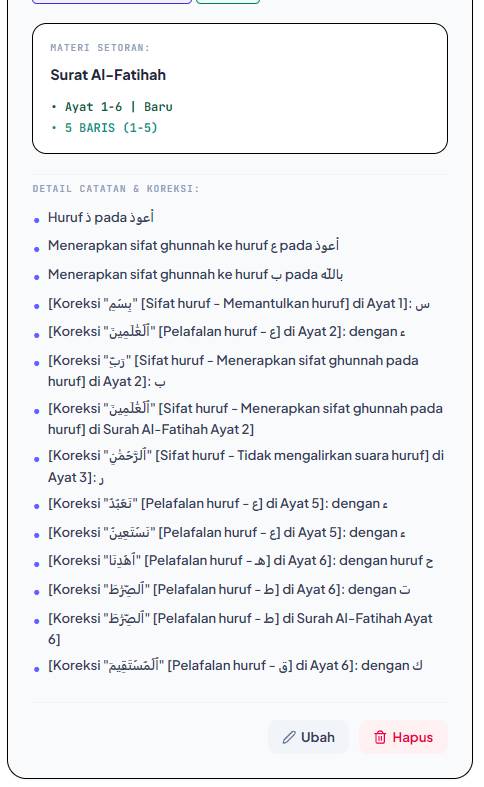 MATERI SETORAN:
Surat Al-Fatihah
• Ayat 1-6 | Baru
• 5 BARIS (1-5)
DETAIL CATATAN & KOREKSI:
• Huruf ذ pada أعوذ
• Menerapkan sifat ghunnah ke huruf ع pada أعوذ
• Menerapkan sifat ghunnah ke huruf ب pada بالله
• [Koreksi "بِسۡمِ" [Sifat huruf - Memantulkan huruf] di Ayat 1]: س
• [Koreksi "ٱلۡعَٰلَمِينَ" [Pelafalan huruf - ع] di Ayat 2]: dengan ء
• [Koreksi "رَبِّ" [Sifat huruf - Menerapkan sifat ghunnah pada
huruf] di Ayat 2]: ب
• [Koreksi "ٱلۡعَٰلَمِينَ" [Sifat huruf - Menerapkan sifat ghunnah pada
huruf] di Surah Al-Fatihah Ayat 2]
• [Koreksi "ٱلرَّحۡمَٰنِ" [Sifat huruf - Tidak mengalirkan suara huruf] di
Ayat 3]: ر
• [Koreksi "نَعۡبُدُ" [Pelafalan huruf - ع] di Ayat 5]: dengan ء
• [Koreksi "نَسۡتَعِينُ" [Pelafalan huruf - ع] di Ayat 5]: dengan ء
• [Koreksi "ٱهۡدِنَا" [Pelafalan huruf - هـ] di Ayat 6]: dengan huruf ح
• [Koreksi "ٱلصِّرَٰطَ" [Pelafalan huruf - ط] di Ayat 6]: dengan ت
• [Koreksi "ٱلصِّرَٰطَ" [Pelafalan huruf - ط] di Surah Al-Fatihah Ayat
6]
• [Koreksi "ٱلۡمُسۡتَقِيمَ" [Pelafalan huruf - ق] di Ayat 6]: dengan ك
Ubah
Hapus